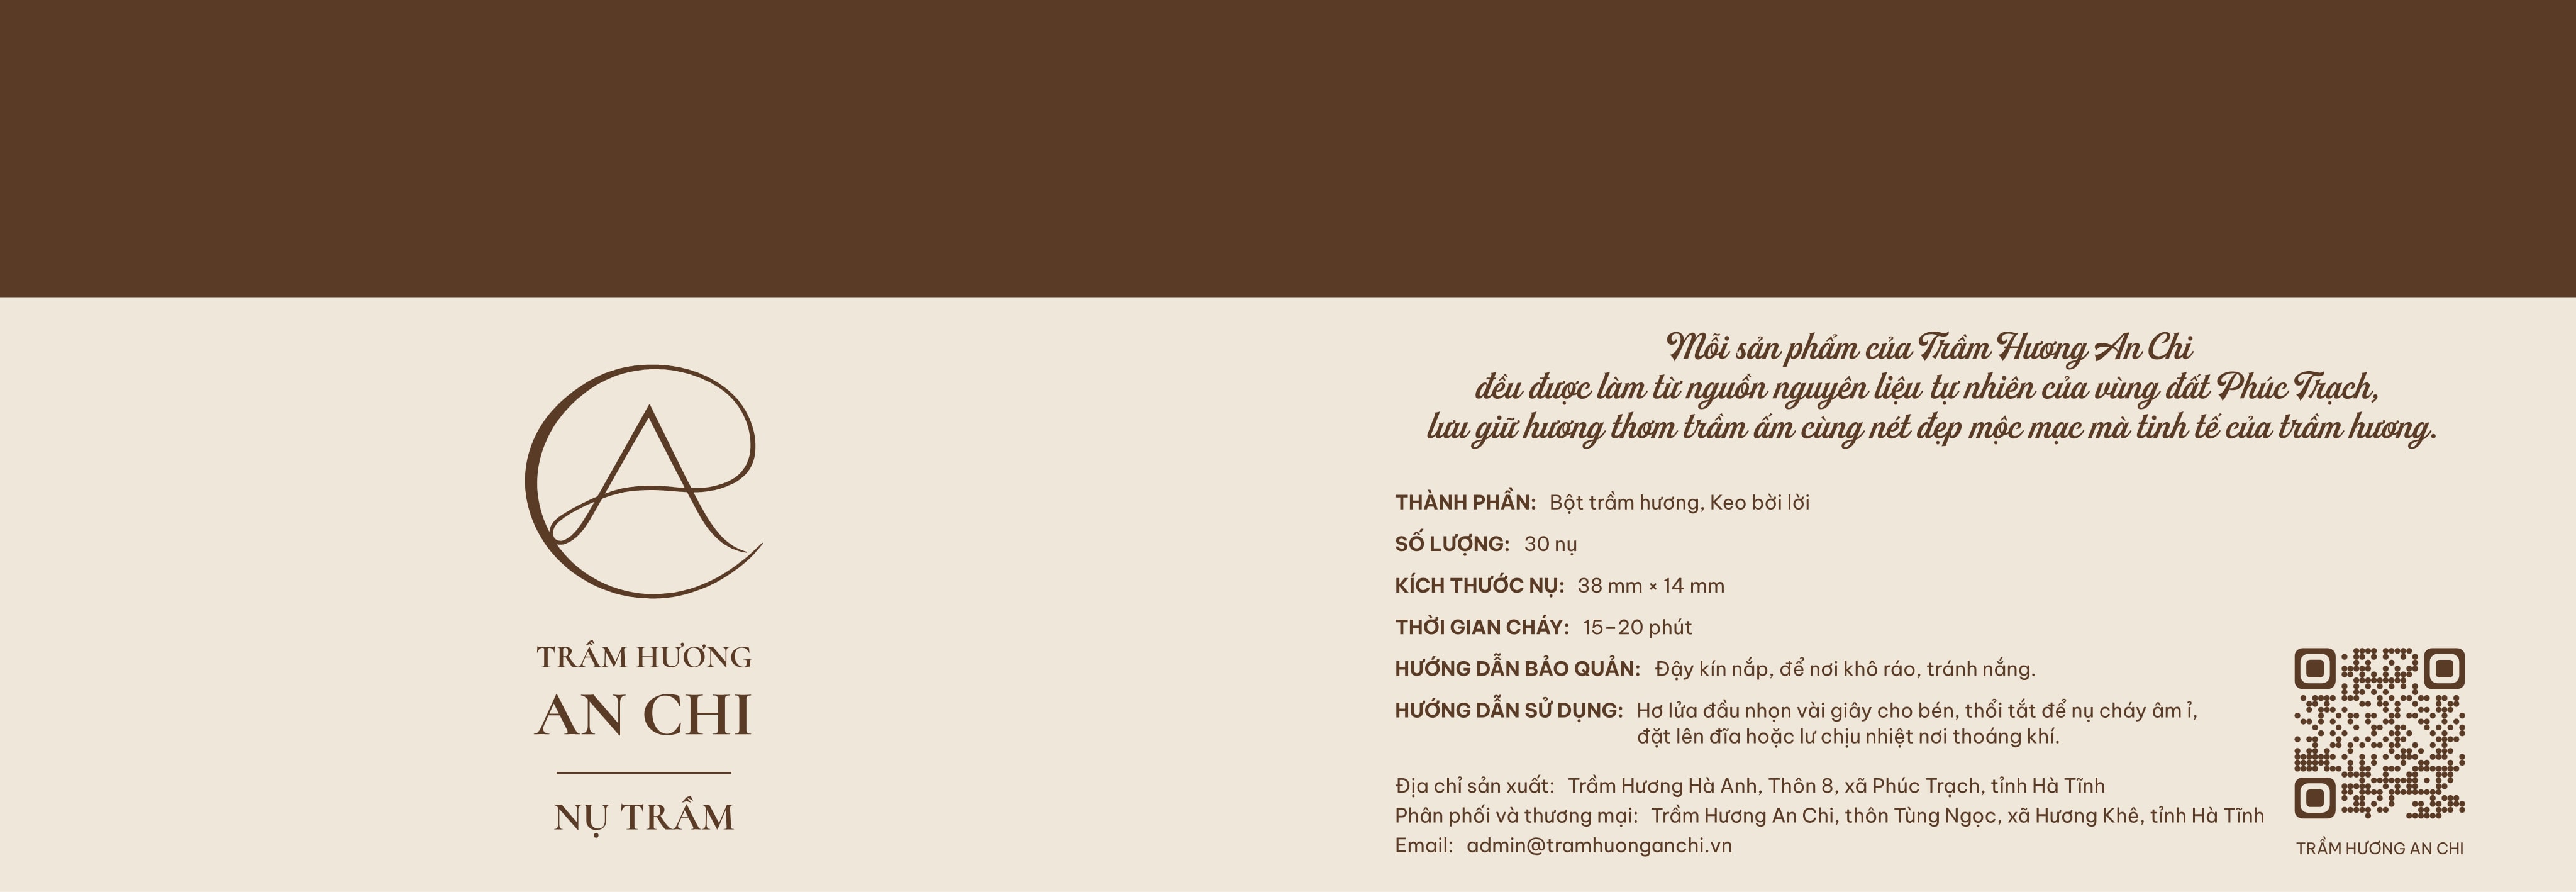 TRẦM HƯƠNG
AN CHI
NỤ TRẦM
Mỗi sản phẩm của Trầm Hương An Chi
đều được làm từ nguồn nguyên liệu tự nhiên của vùng đất Phúc Trạch,
lưu giữ hương thơm trầm ấm cùng nét đẹp mộc mạc mà tinh tế của trầm hương.
THÀNH PHẦN: Bột trầm hương, Keo bời lời
SỐ LƯỢNG: 30 nụ
KÍCH THƯỚC NỤ: 38 mm × 14 mm
THỜI GIAN CHÁY: 15–20 phút
HƯỚNG DẪN BẢO QUẢN: Đậy kín nắp, để nơi khô ráo, tránh nắng.
HƯỚNG DẪN SỬ DỤNG: Hơ lửa đầu nhọn vài giây cho bén, thổi tắt để nụ cháy âm ỉ,
đặt lên đĩa hoặc lư chịu nhiệt nơi thoáng khí.
Địa chỉ sản xuất: Trầm Hương Hà Anh, Thôn 8, xã Phúc Trạch, tỉnh Hà Tĩnh
Phân phối và thương mại: Trầm Hương An Chi, thôn Tùng Ngọc, xã Hương Khê, tỉnh Hà Tĩnh
Email: admin@tramhuonganchi.vn
TRẦM HƯƠNG AN CHI